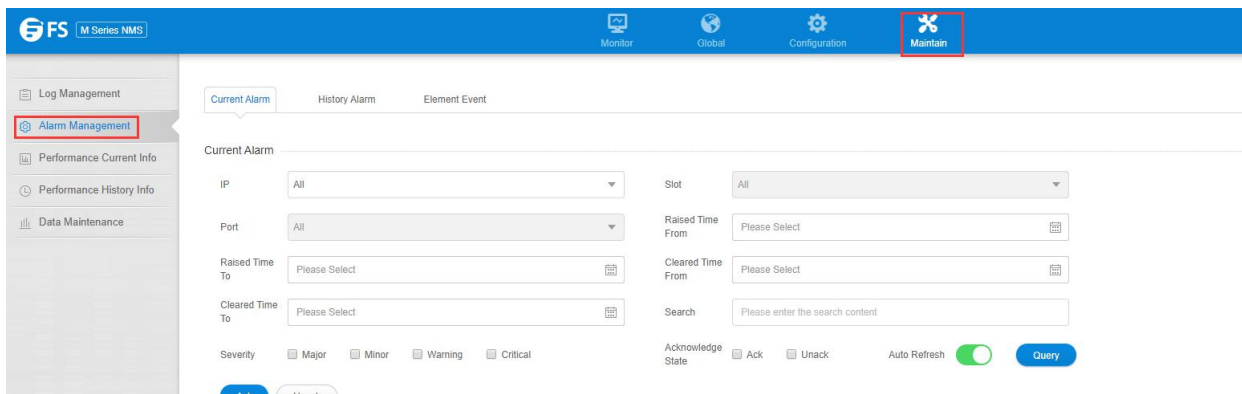 FS M Series NMS
Monitor Global Configuration Maintain
Log Management
Alarm Management
Performance Current Info
Performance History Info
Data Maintenance
Current Alarm History Alarm Element Event
Current Alarm
IP All Slot All
Port All Raised Time From Please Select
Raised Time To Please Select Cleared Time From Please Select
Cleared Time To Please Select Search Please enter the search content
Severity Major Minor Warning Critical Acknowledge State Ack Unack Auto Refresh Query